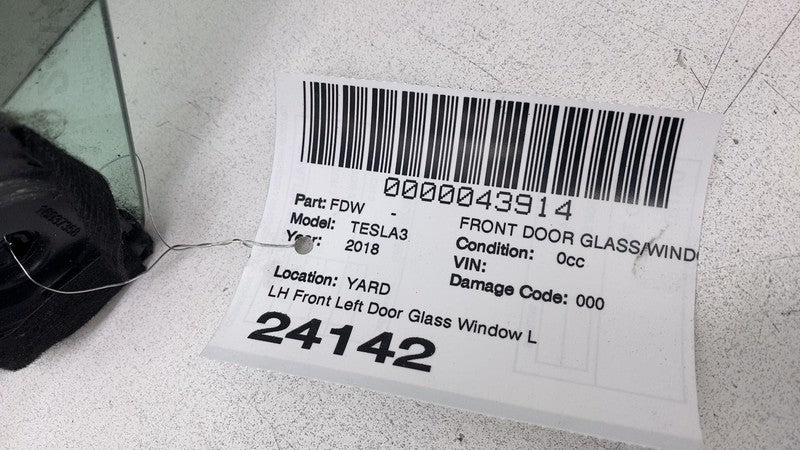 0000043914
Part: FDW - FRONT DOOR GLASS/WIND
Model: TESLA3 Condition: 0cc
Year: 2018 VIN:
Damage Code: 000
Location: YARD
LH Front Left Door Glass Window L
24142